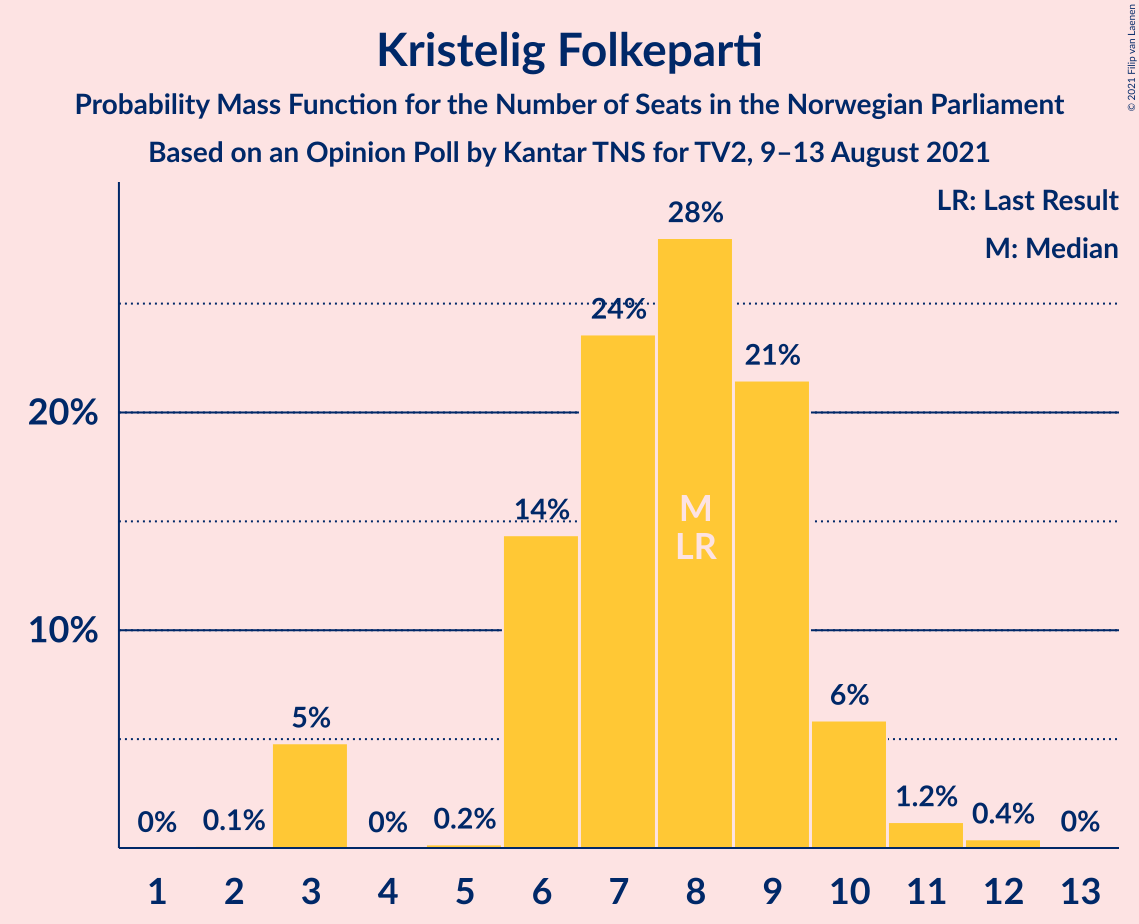 Kristelig Folkeparti
Probability Mass Function for the Number of Seats in the Norwegian Parliament
Based on an Opinion Poll by Kantar TNS for TV2, 9–13 August 2021
© 2021 Filip van Laenen
LR: Last Result
M: Median
20%
10%
0%
0.1%
5%
0%
0.2%
14%
24%
28%
21%
6%
1.2%
0.4%
0%
M
LR
1 2 3 4 5 6 7 8 9 10 11 12 13